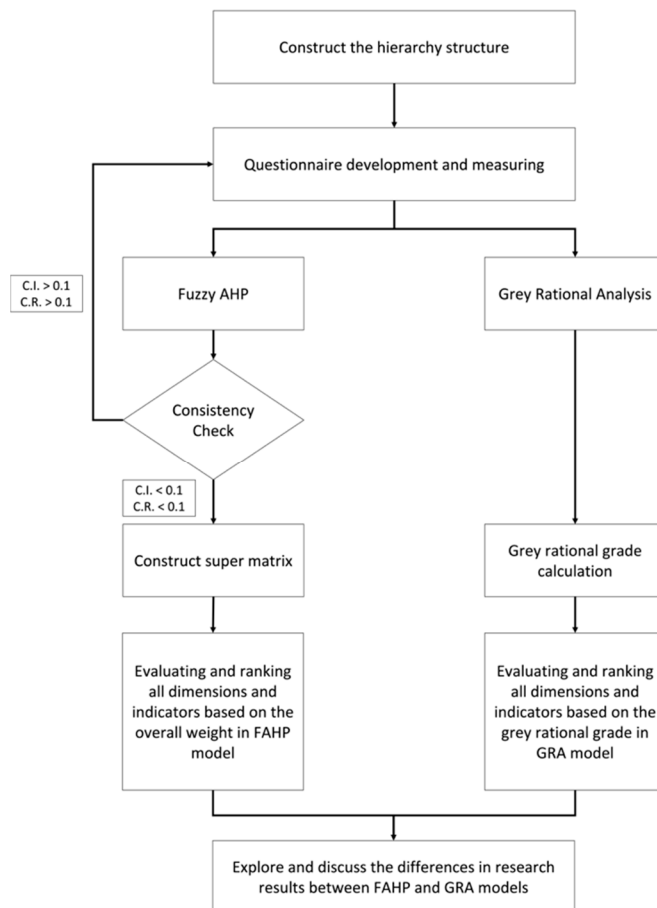 Construct the hierarchy structure
Questionnaire development and measuring
C.I. > 0.1
C.R. > 0.1
Fuzzy AHP
Grey Rational Analysis
Consistency
Check
C.I. < 0.1
C.R. < 0.1
Construct super matrix
Grey rational grade
calculation
Evaluating and ranking
all dimensions and
indicators based on the
overall weight in FAHP
model
Evaluating and ranking
all dimensions and
indicators based on the
grey rational grade in
GRA model
Explore and discuss the differences in research
results between FAHP and GRA models